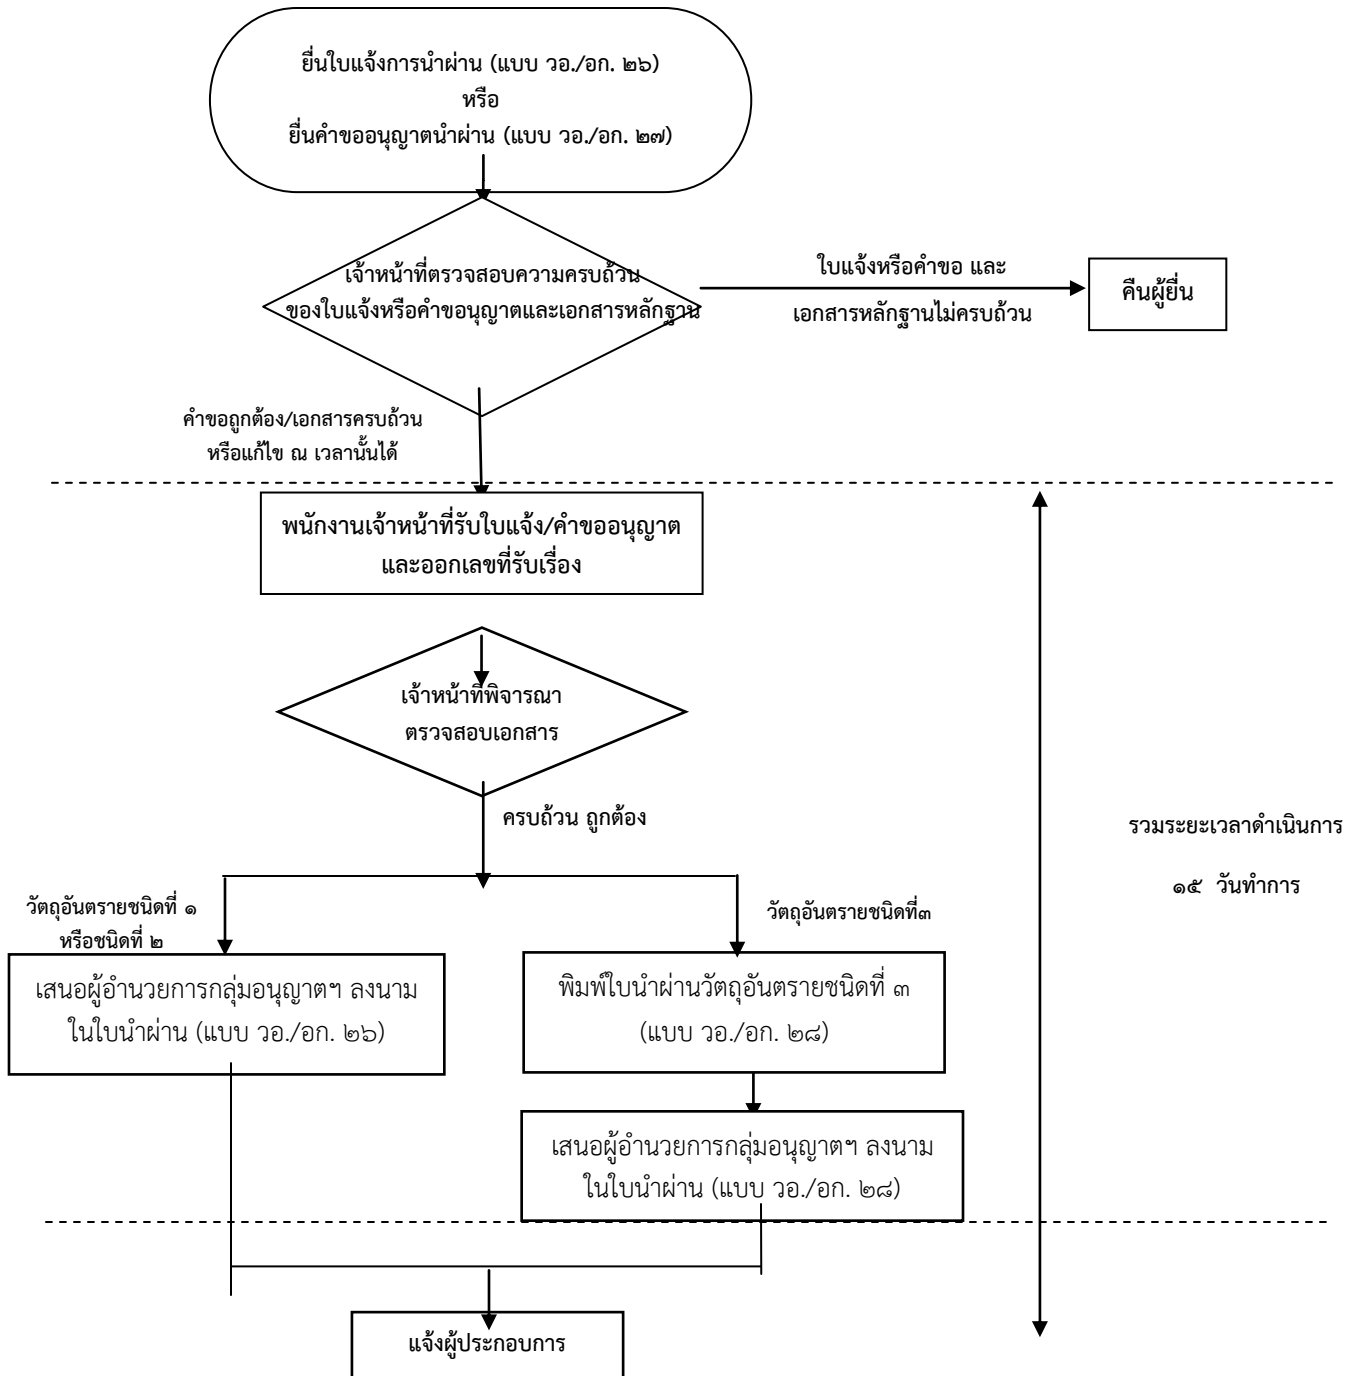 ยื่นใบแจ้งการนำผ่าน (แบบ วอ./อก. ๒๖)
หรือ
ยื่นคำขออนุญาตนำผ่าน (แบบ วอ./อก. ๒๗)
เจ้าหน้าที่ตรวจสอบความครบถ้วน
ของใบแจ้งหรือคำขอนุญาตและเอกสารหลักฐาน
ใบแจ้งหรือคำขอ และ
เอกสารหลักฐานไม่ครบถ้วน
คืนผู้ยื่น
คำขอถูกต้อง/เอกสารครบถ้วน
หรือแก้ไข ณ เวลานั้นได้
พนักงานเจ้าหน้าที่รับใบแจ้ง/คำขออนุญาต
และออกเลขที่รับเรื่อง
เจ้าหน้าที่พิจารณา
ตรวจสอบเอกสาร
ครบถ้วน ถูกต้อง
รวมระยะเวลาดำเนินการ
๑๕ วันทำการ
วัตถุอันตรายชนิดที่ ๑
หรือชนิดที่ ๒
วัตถุอันตรายชนิดที่๓
เสนอผู้อำนวยการกลุ่มอนุญาตฯ ลงนาม
ในใบนำผ่าน (แบบ วอ./อก. ๒๖)
พิมพ์ใบนำผ่านวัตถุอันตรายชนิดที่ ๓
(แบบ วอ./อก. ๒๘)
เสนอผู้อำนวยการกลุ่มอนุญาตฯ ลงนาม
ในใบนำผ่าน (แบบ วอ./อก. ๒๘)
แจ้งผู้ประกอบการ